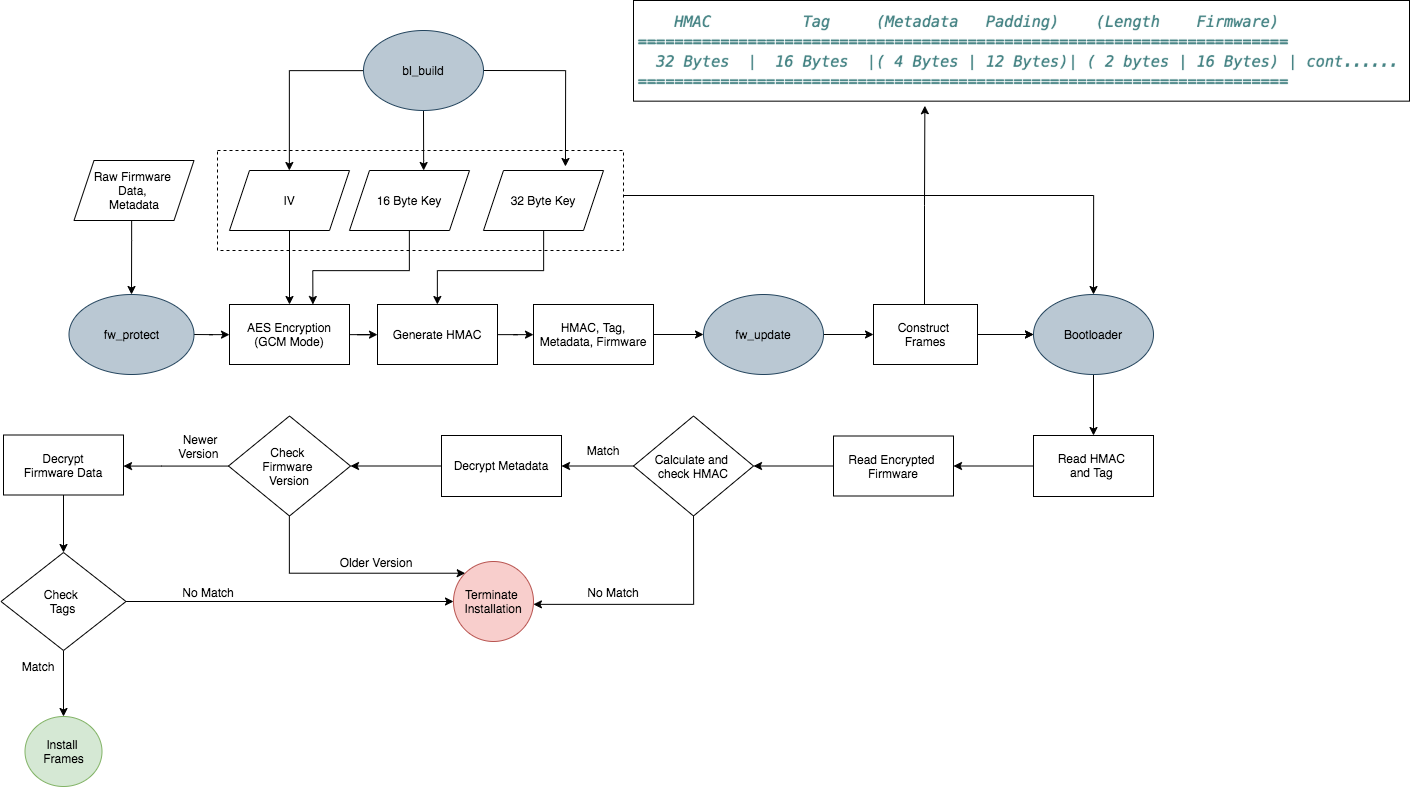 HMAC Tag (Metadata Padding) (Length Firmware)
=======================================================================
32 Bytes | 16 Bytes |( 4 Bytes | 12 Bytes)| ( 2 bytes | 16 Bytes) | cont......
=======================================================================
bl_build
Raw Firmware
Data,
Metadata
IV
16 Byte Key
32 Byte Key
fw_protect
AES Encryption
(GCM Mode)
Generate HMAC
HMAC, Tag,
Metadata, Firmware
fw_update
Construct
Frames
Bootloader
Read HMAC
and Tag
Read Encrypted
Firmware
Calculate and
check HMAC
Match
Decrypt Metadata
Check
Firmware
Version
Newer
Version
Decrypt
Firmware Data
Older Version
No Match
Terminate
Installation
Check
Tags
No Match
Match
Install
Frames